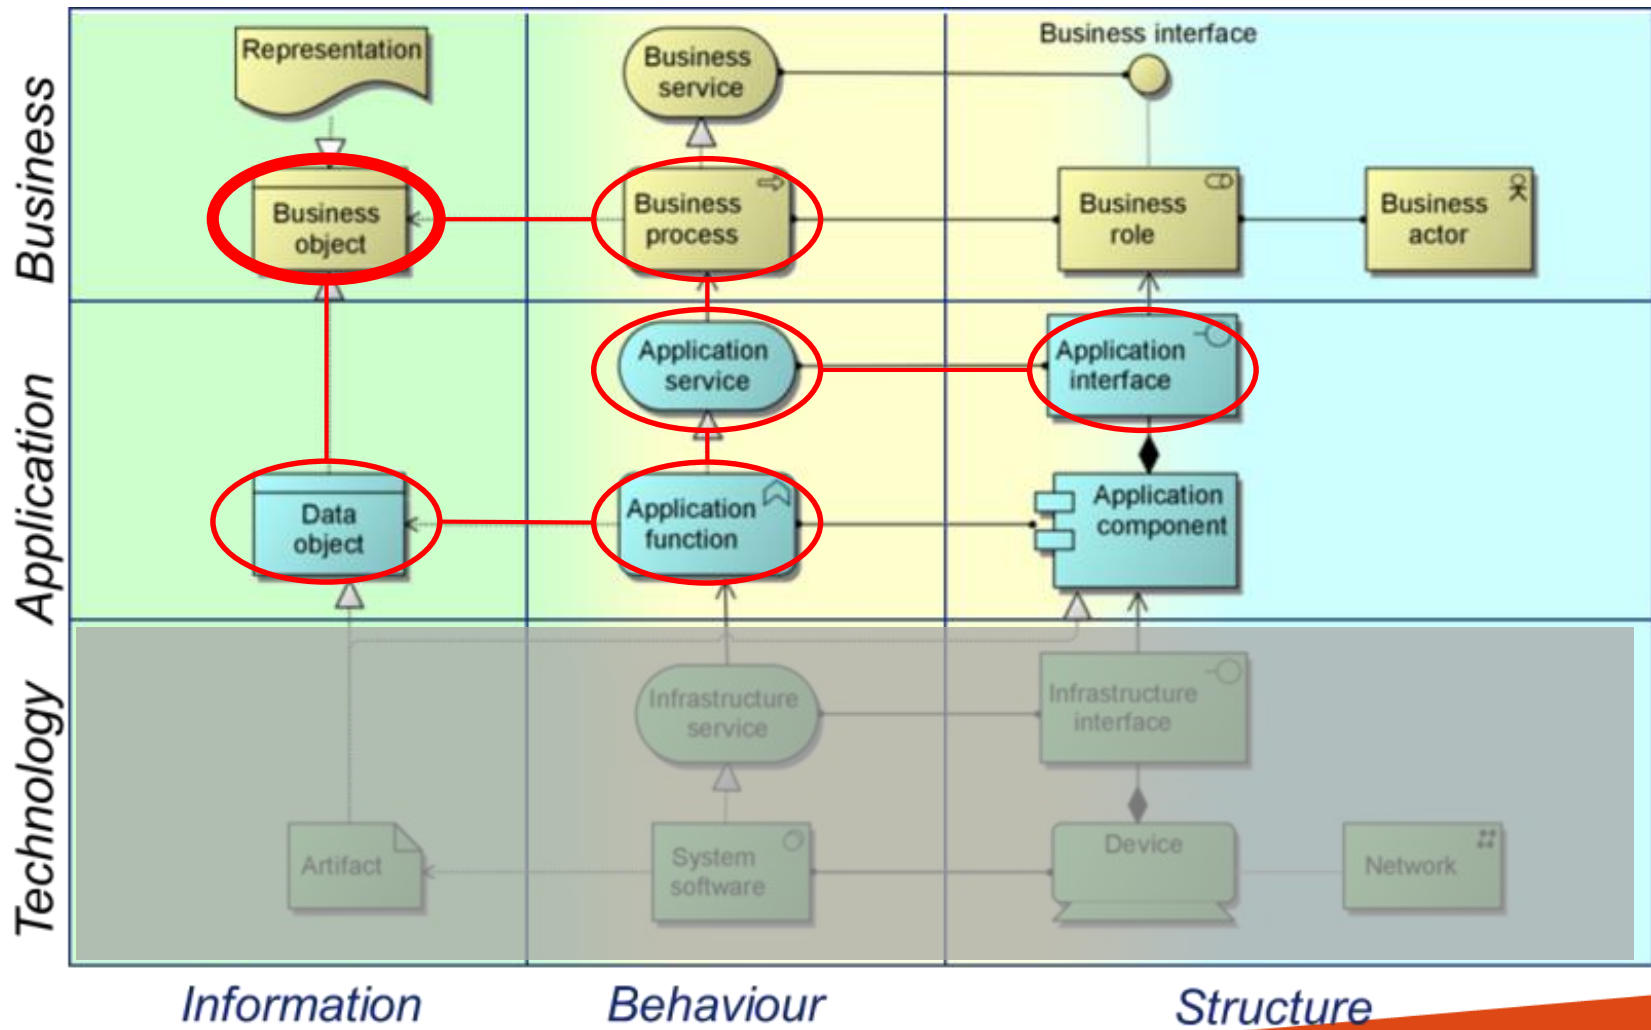 Business
Representation
Business
service
Business interface
Business
object
Business
process
Business
role
Business
actor
Application
Application
service
Application
interface
Data
object
Application
function
Application
component
Technology
Infrastructure
service
Infrastructure
interface
Artifact
System
software
Device
Network
Information
Behaviour
Structure